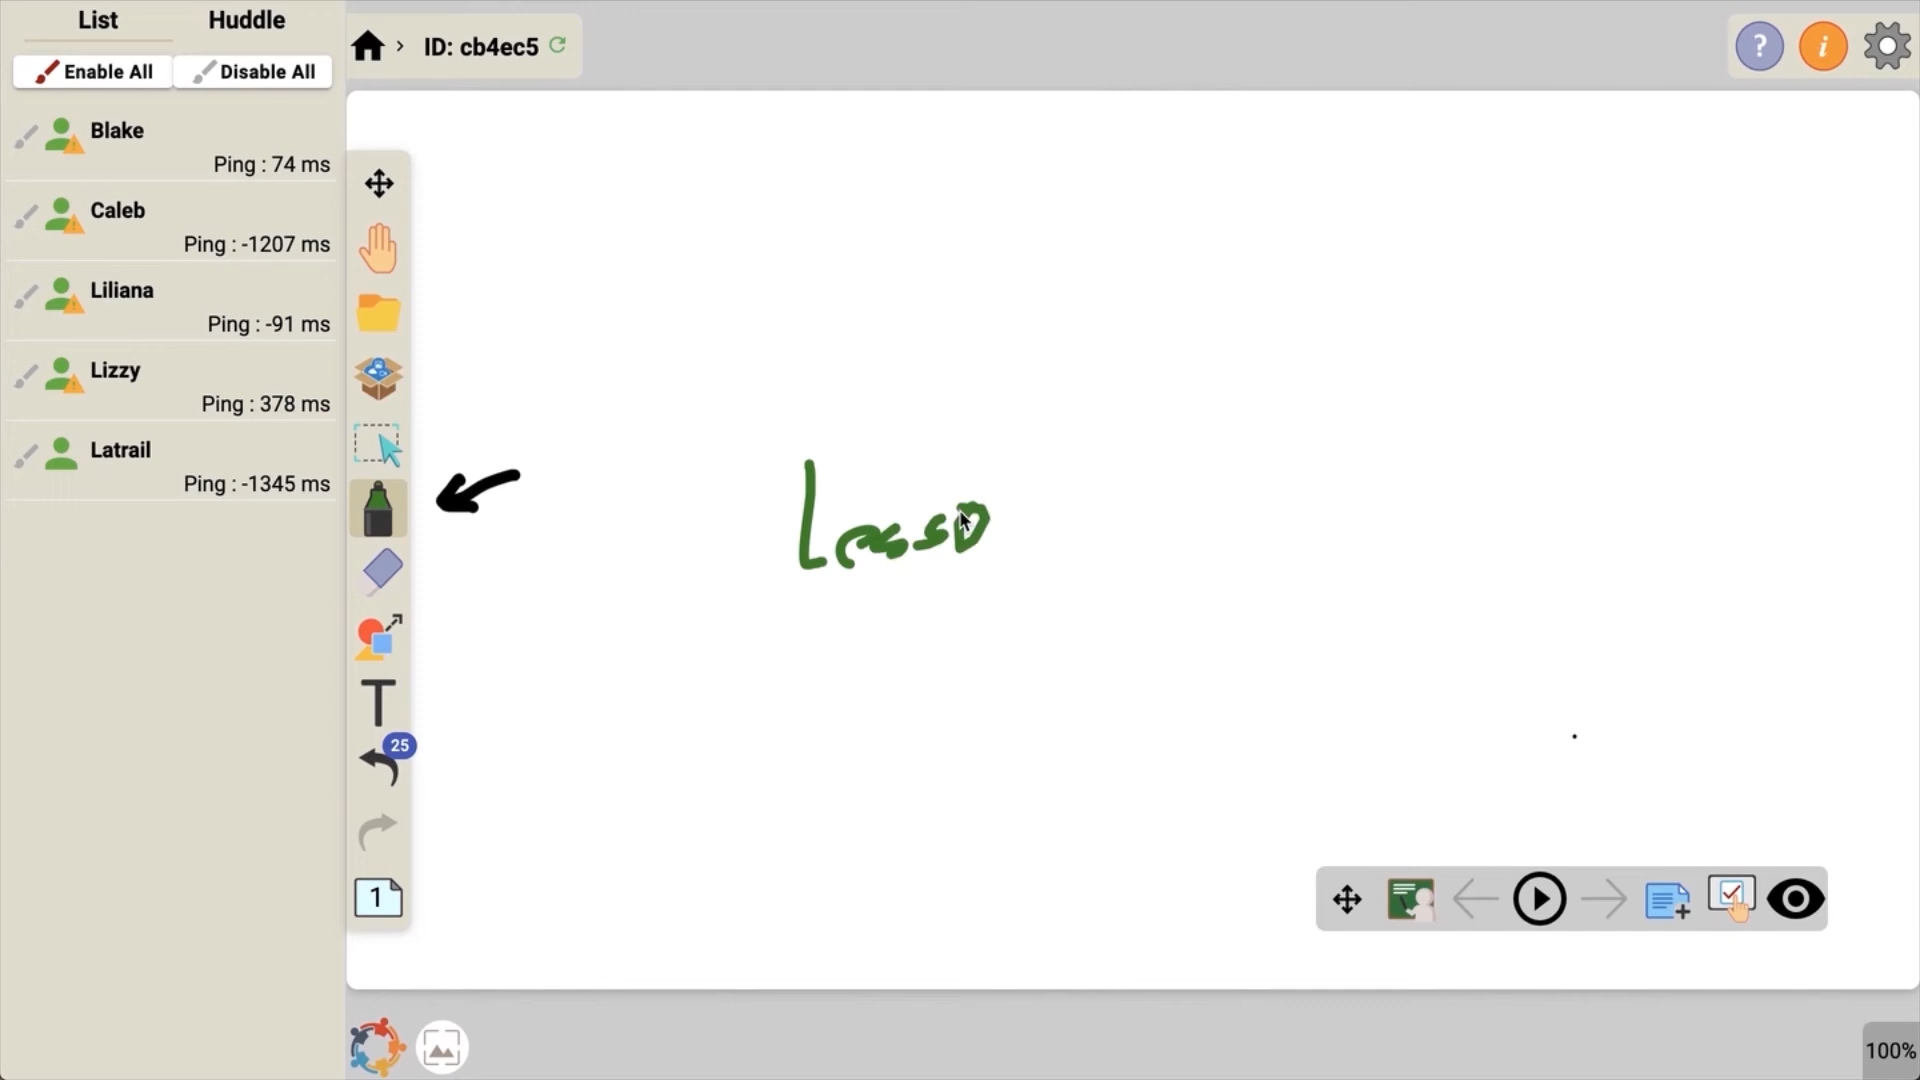 List Huddle
Enable All Disable All
ID: cb4ec5
? i
Blake
Ping : 74 ms
Caleb
Ping : -1207 ms
Liliana
Ping : -91 ms
Lizzy
Ping : 378 ms
Latrail
Ping : -1345 ms
Lesso
T
25
1
100%